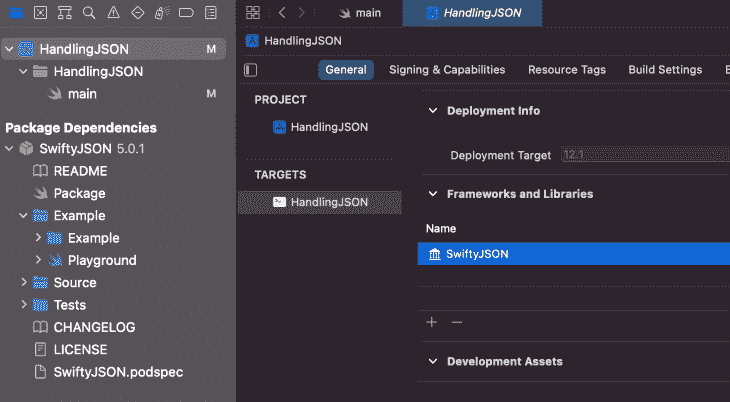 HandlingJSON M
HandlingJSON
main M
Package Dependencies
SwiftyJSON 5.0.1
README
Package
Example
Example
Playground
Source
Tests
CHANGELOG
LICENSE
SwiftyJSON.podspec
main HandlingJSON
HandlingJSON
General Signing & Capabilities Resource Tags Build Settings B
PROJECT
HandlingJSON
TARGETS
HandlingJSON
Deployment Info
Deployment Target 12.1
Frameworks and Libraries
Name
SwiftyJSON
Development Assets